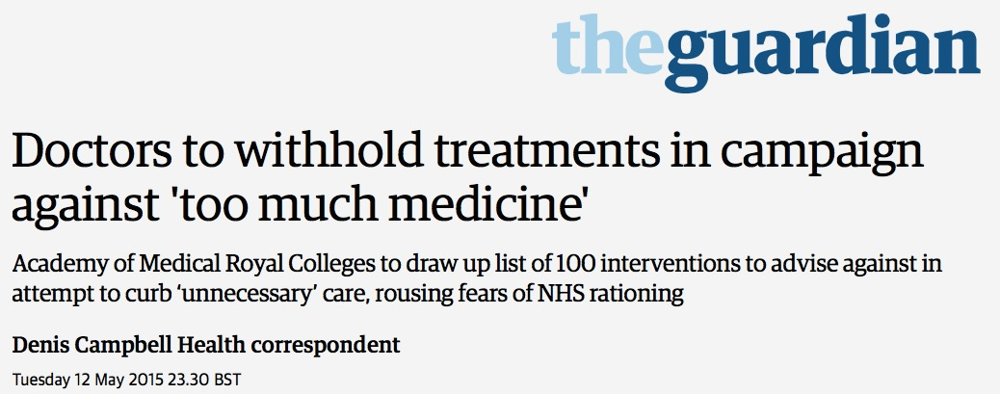 theguardian
Doctors to withhold treatments in campaign
against 'too much medicine'
Academy of Medical Royal Colleges to draw up list of 100 interventions to advise against in
attempt to curb ‘unnecessary’ care, rousing fears of NHS rationing
Denis Campbell Health correspondent
Tuesday 12 May 2015 23.30 BST